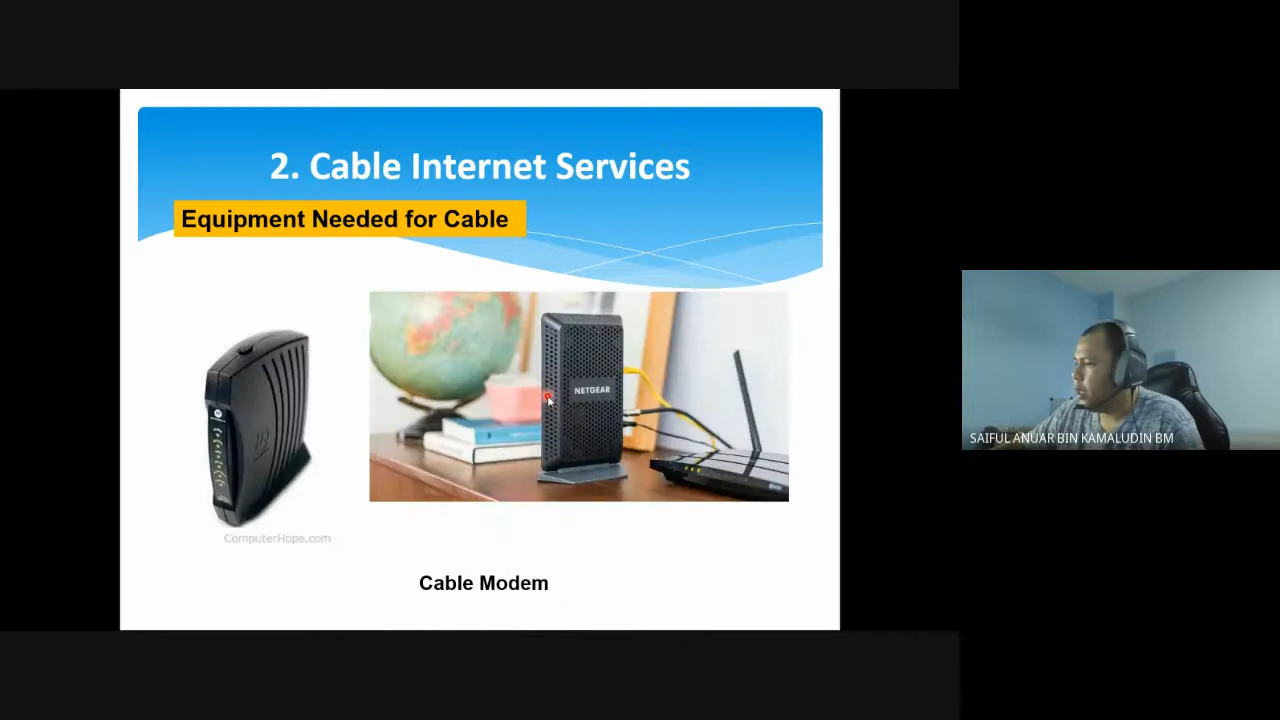 2. Cable Internet Services
Equipment Needed for Cable
NETGEAR
ComputerHope.com
Cable Modem
SAIFUL ANUAR BIN KAMALUDIN BM